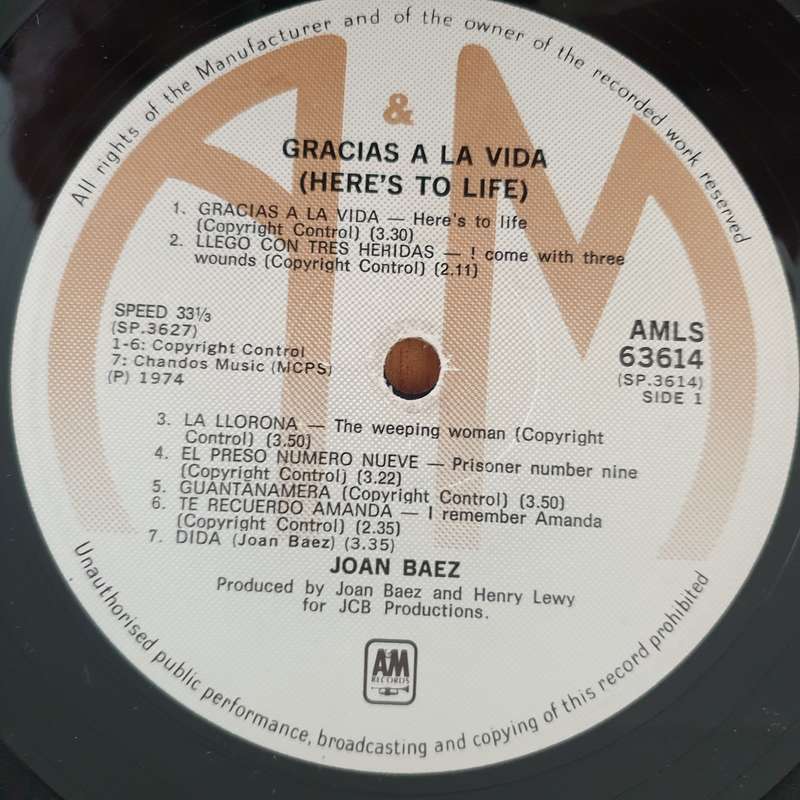 All rights of the Manufacturer and of the owner of the recorded work reserved
A & M
GRACIAS A LA VIDA
(HERE'S TO LIFE)
1. GRACIAS A LA VIDA — Here's to life
(Copyright Control) (3.30)
2. LLEGO CON TRES HERIDAS — ! come with three
wounds (Copyright Control) (2.11)
SPEED 33⅓
(SP.3627)
1-6: Copyright Control
7: Chandos Music (MCPS)
(P) 1974
AMLS
63614
(SP.3614)
SIDE 1
3. LA LLORONA — The weeping woman (Copyright
Control) (3.50)
4. EL PRESO NUMERO NUEVE — Prisoner number nine
(Copyright Control) (3.22)
5. GUANTANAMERA (Copyright Control) (3.50)
6. TE RECUERDO AMANDA — I remember Amanda
(Copyright Control) (2.35)
7. DIDA (Joan Baez) (3.35)
JOAN BAEZ
Produced by Joan Baez and Henry Lewy
for JCB Productions.
AM
RECORDS
Unauthorised public performance, broadcasting and copying of this record prohibited